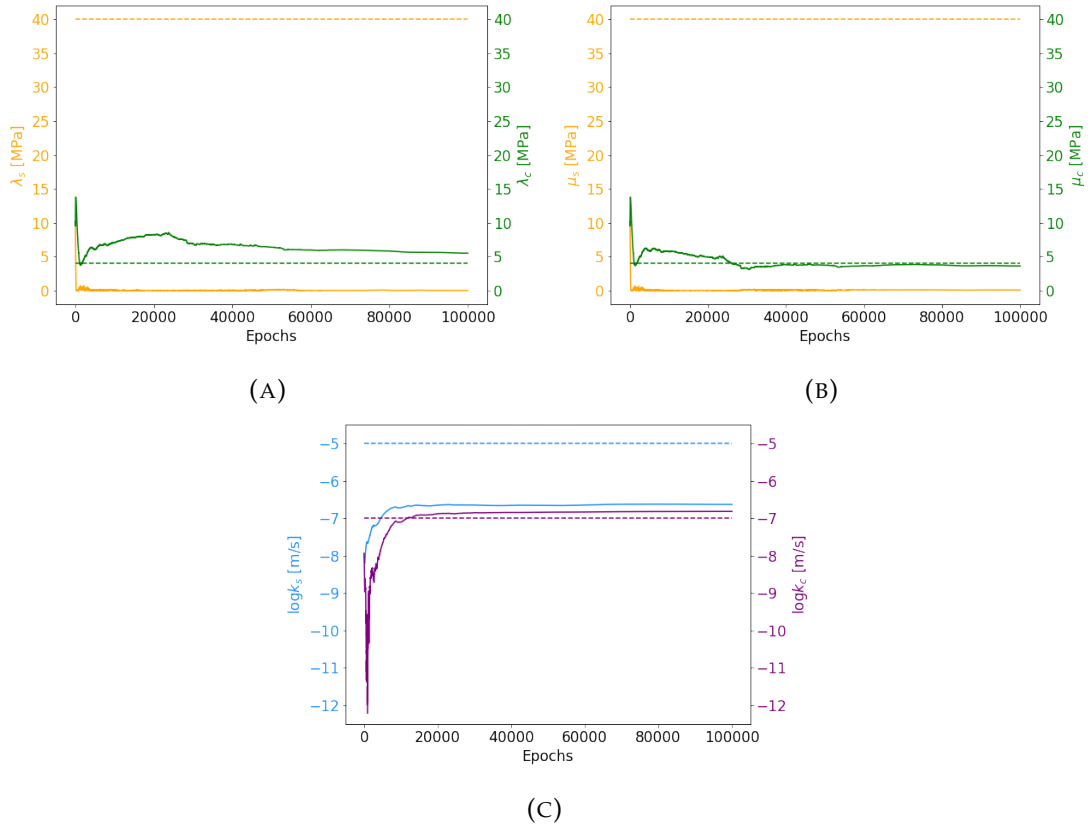 40 40 40 40
35 35 35 35
30 30 30 30
25 25 25 25
20 20 20 20
15 15 15 15
10 10 10 10
5 5 5 5
0 0 0 0
λs [MPa] λc [MPa] μs [MPa] μc [MPa]
0 20000 40000 60000 80000 100000 0 20000 40000 60000 80000 100000
Epochs Epochs
(A) (B)
−5 −5
−6 −6
−7 −7
−8 −8
−9 −9
−10 −10
−11 −11
−12 −12
logks [m/s] logkc [m/s]
0 20000 40000 60000 80000 100000
Epochs
(C)